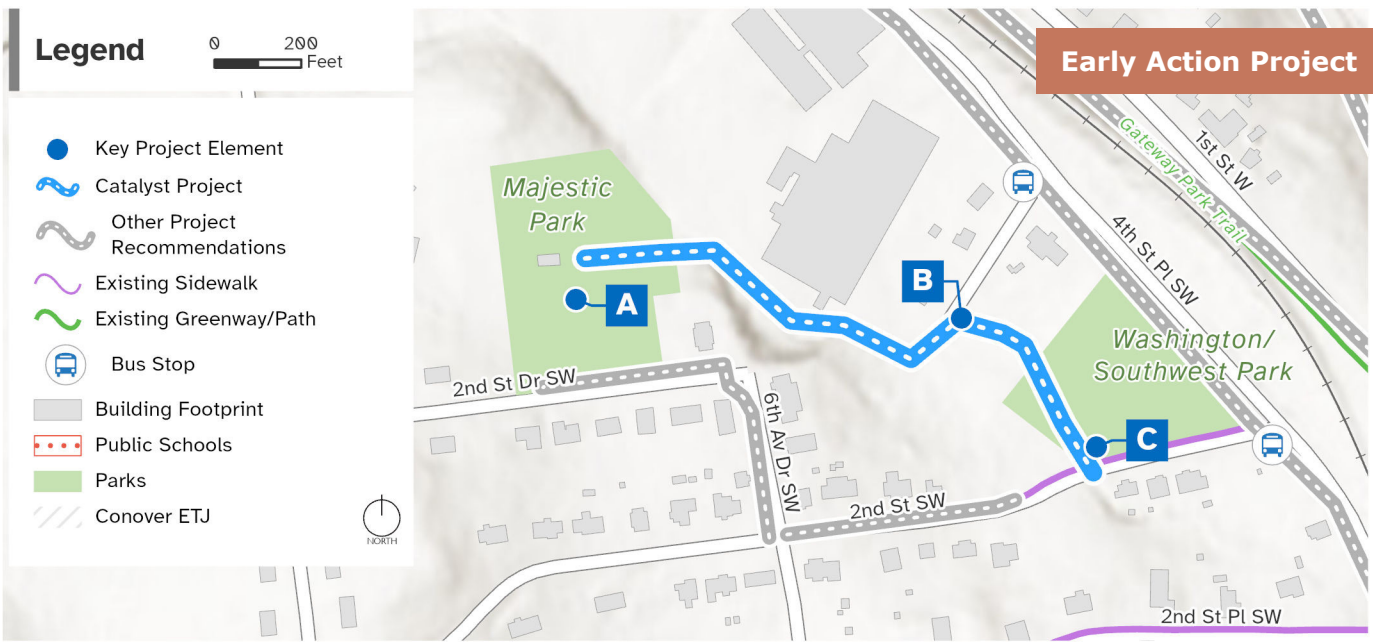 Legend
0 200
Feet
Key Project Element
Catalyst Project
Other Project
Recommendations
Existing Sidewalk
Existing Greenway/Path
Bus Stop
Building Footprint
Public Schools
Parks
Conover ETJ
NORTH
Early Action Project
Majestic
Park
A
B
C
Gateway Park Trail
1st St W
4th St Pl SW
Washington/
Southwest Park
2nd St Dr SW
6th Av Dr SW
2nd St SW
2nd St Pl SW